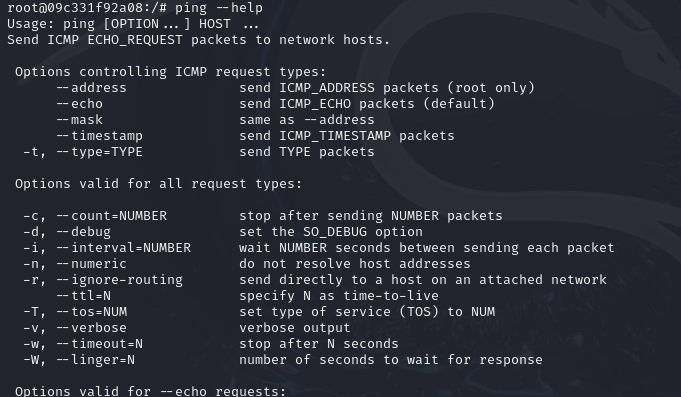 root@09c331f92a08:/# ping --help
Usage: ping [OPTION...] HOST ...
Send ICMP ECHO_REQUEST packets to network hosts.
Options controlling ICMP request types:
--address send ICMP_ADDRESS packets (root only)
--echo send ICMP_ECHO packets (default)
--mask same as --address
--timestamp send ICMP_TIMESTAMP packets
-t, --type=TYPE send TYPE packets
Options valid for all request types:
-c, --count=NUMBER stop after sending NUMBER packets
-d, --debug set the SO_DEBUG option
-i, --interval=NUMBER wait NUMBER seconds between sending each packet
-n, --numeric do not resolve host addresses
-r, --ignore-routing send directly to a host on an attached network
--ttl=N specify N as time-to-live
-T, --tos=NUM set type of service (TOS) to NUM
-v, --verbose verbose output
-w, --timeout=N stop after N seconds
-W, --linger=N number of seconds to wait for response
Options valid for --echo requests: